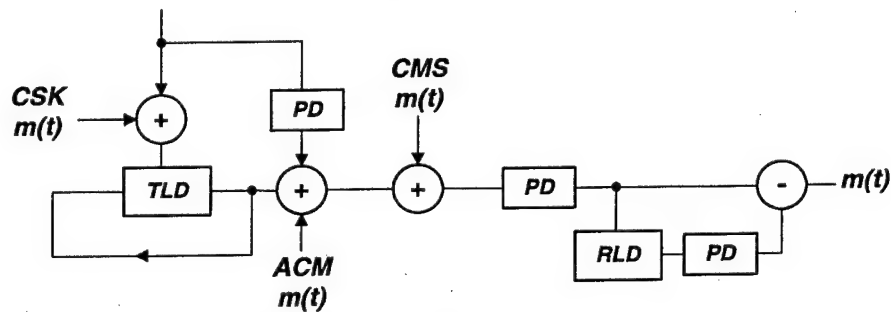 CSK
m(t)
+
PD
CMS
m(t)
TLD
+
+
PD
-
m(t)
ACM
m(t)
RLD
PD